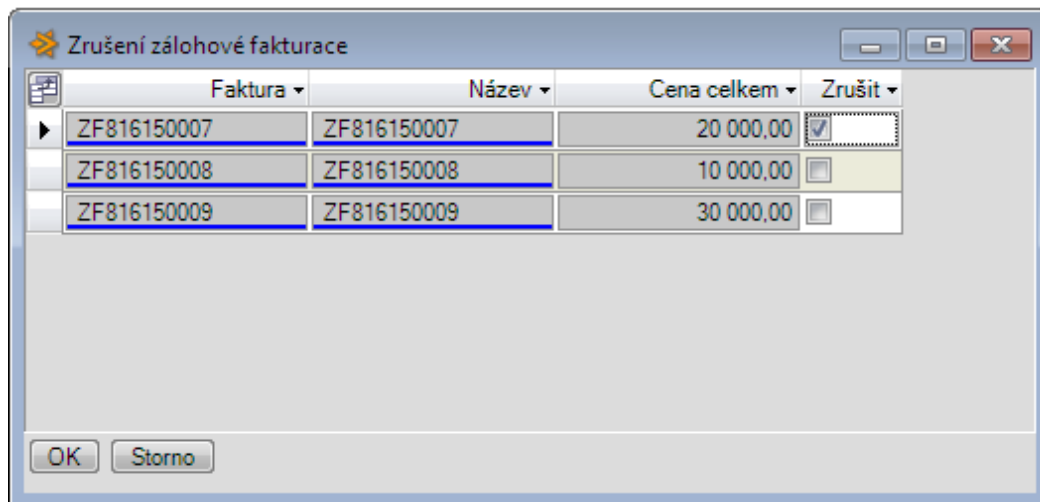 Zrušení zálohové fakturace
Faktura Název Cena celkem Zrušit
ZF816150007 ZF816150007 20 000,00
ZF816150008 ZF816150008 10 000,00
ZF816150009 ZF816150009 30 000,00
OK Storno